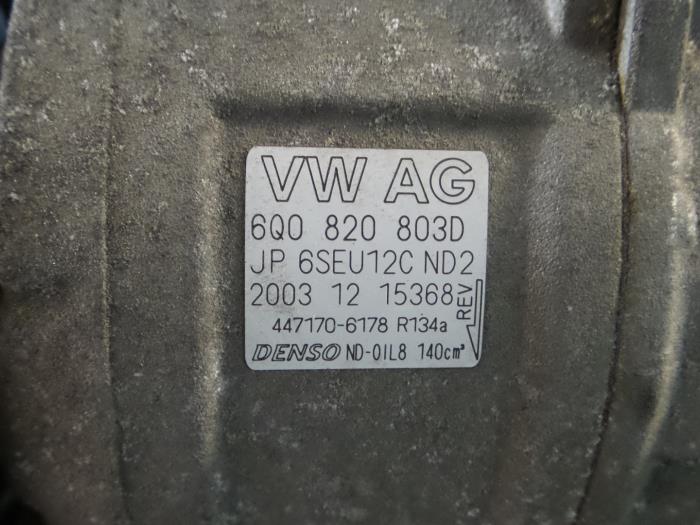 VW AG
6Q0 820 803D
JP 6SEU12C ND2
2003 12 15368
REV
447170-6178 R134a
DENSO ND-OIL8 140cm³